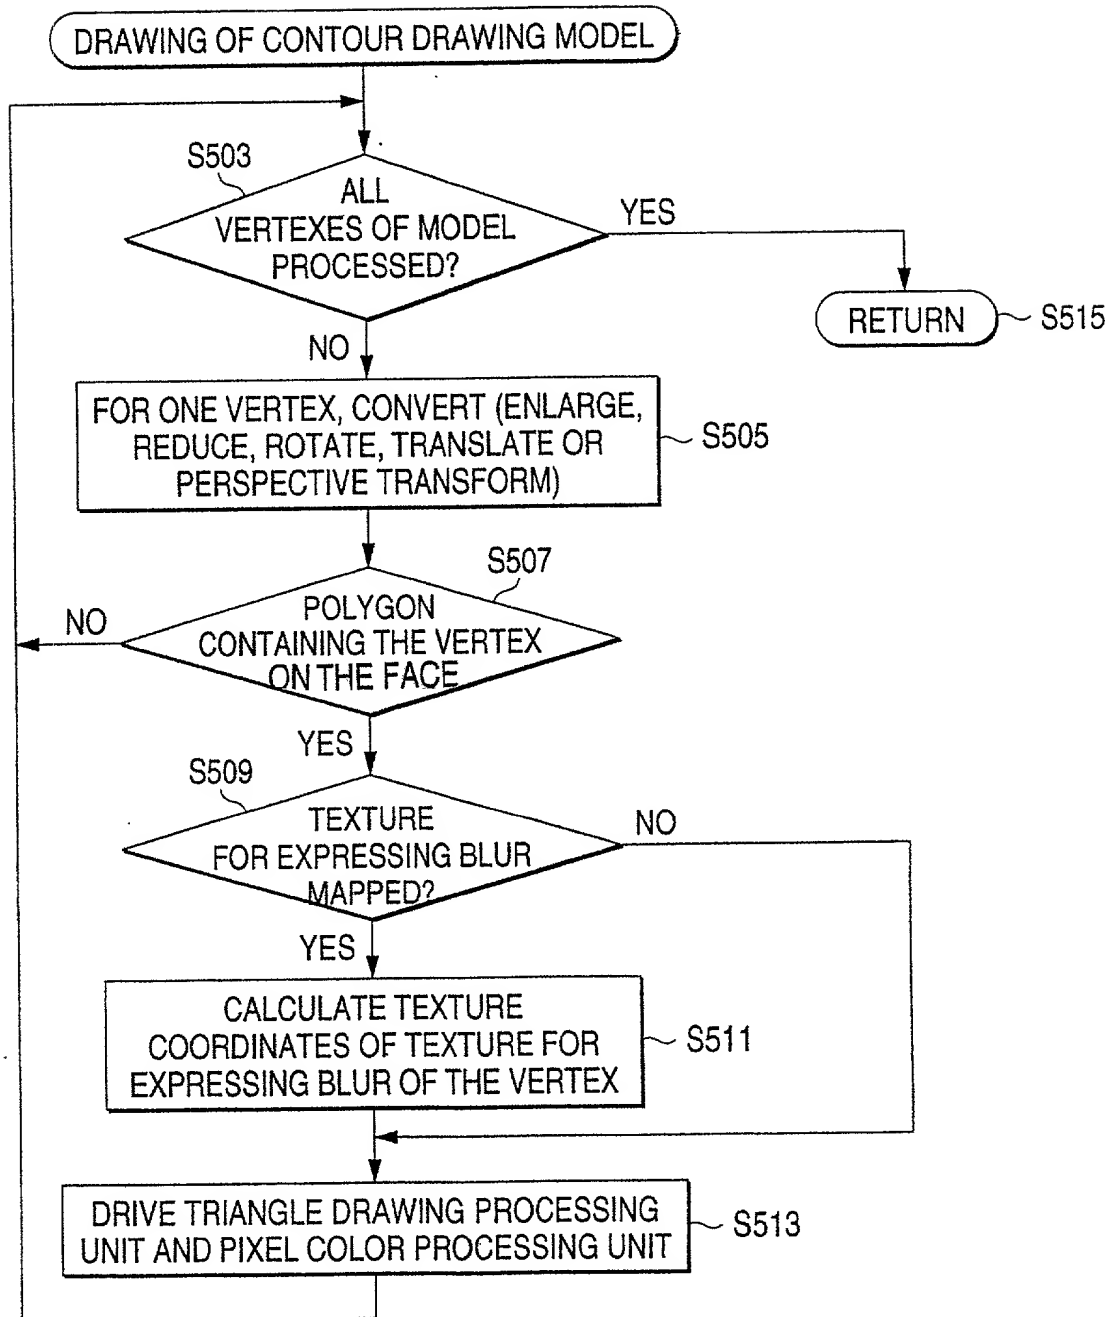 DRAWING OF CONTOUR DRAWING MODEL
S503
ALL
VERTEXES OF MODEL
PROCESSED?
YES
RETURN
S515
NO
FOR ONE VERTEX, CONVERT (ENLARGE,
REDUCE, ROTATE, TRANSLATE OR
PERSPECTIVE TRANSFORM)
S505
S507
POLYGON
CONTAINING THE VERTEX
ON THE FACE
NO
YES
S509
TEXTURE
FOR EXPRESSING BLUR
MAPPED?
NO
YES
CALCULATE TEXTURE
COORDINATES OF TEXTURE FOR
EXPRESSING BLUR OF THE VERTEX
S511
DRIVE TRIANGLE DRAWING PROCESSING
UNIT AND PIXEL COLOR PROCESSING UNIT
S513